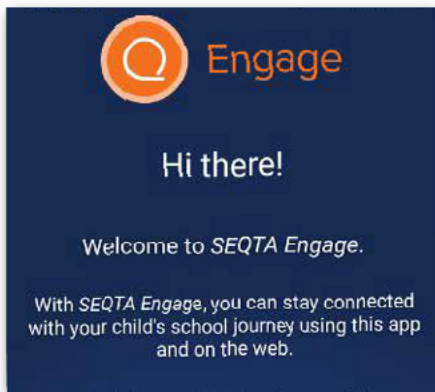 Engage
Hi there!
Welcome to SEQTA Engage.
With SEQTA Engage, you can stay connected
with your child's school journey using this app
and on the web.